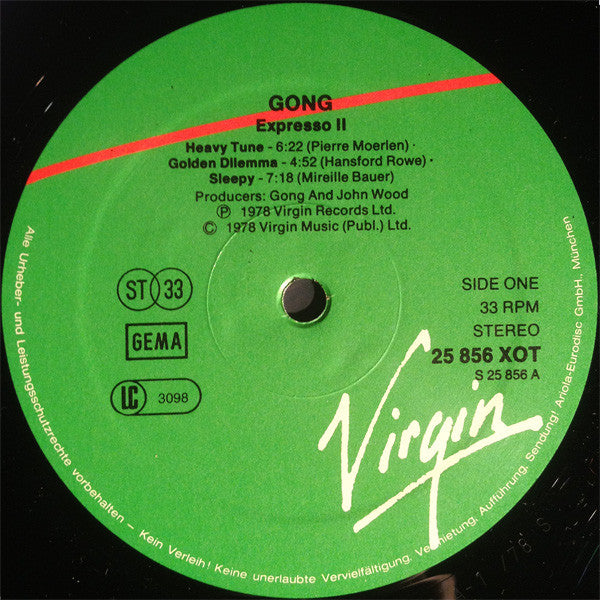 GONG
Expresso II
Heavy Tune - 6:22 (Pierre Moerlen) ·
Golden Dilemma - 4:52 (Hansford Rowe) ·
Sleepy - 7:18 (Mireille Bauer)
Producers: Gong And John Wood
Ⓟ 1978 Virgin Records Ltd.
© 1978 Virgin Music (Publ.) Ltd.
ST 33
GEMA
LC 3098
SIDE ONE
33 RPM
STEREO
25 856 XOT
S 25 856 A
Virgin
Alle Urheber- und Leistungsschutzrechte vorbehalten – Kein Verleih! Keine unerlaubte Vervielfältigung, Vermietung, Aufführung, Sendung! Ariola-Eurodisc GmbH., München